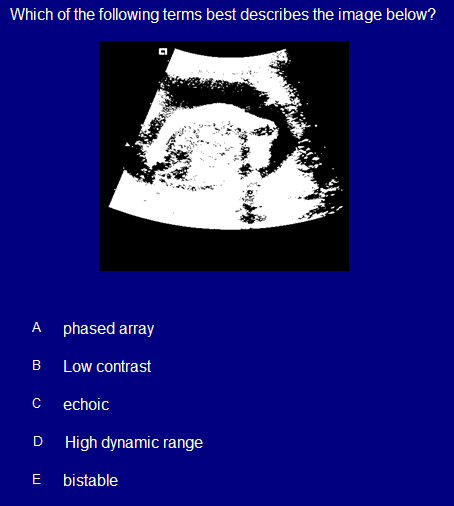 Which of the following terms best describes the image below?
A phased array
B Low contrast
C echoic
D High dynamic range
E bistable